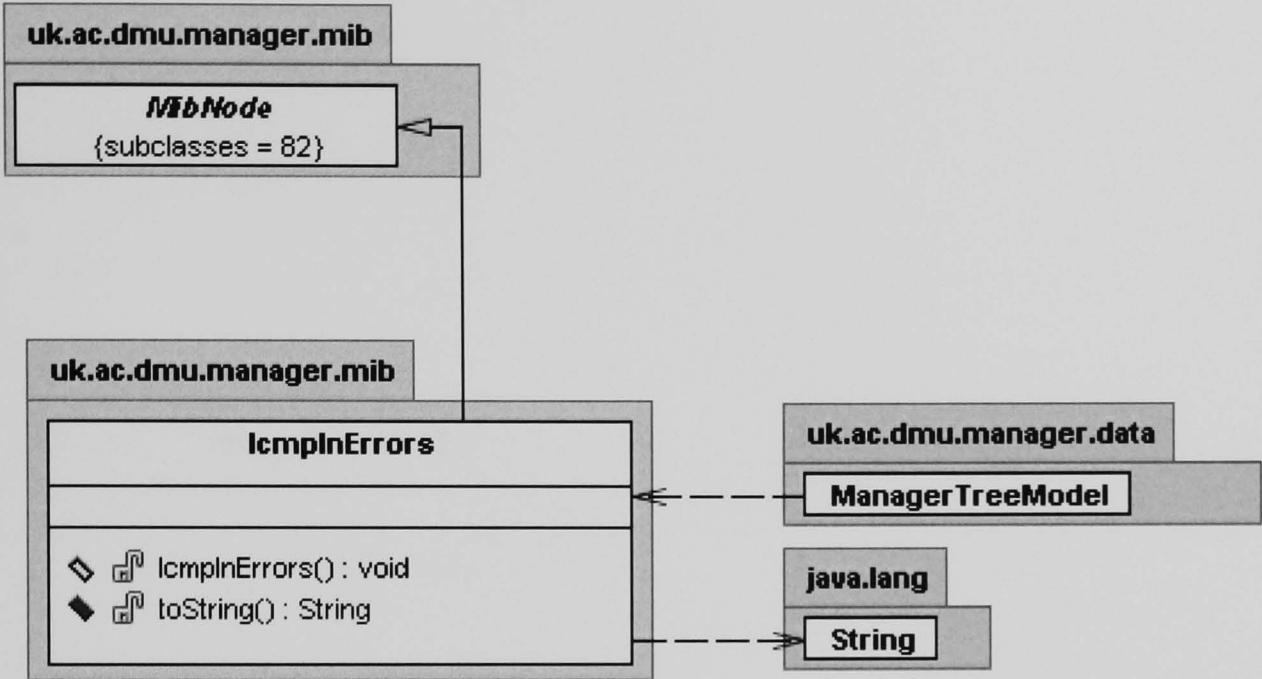 uk.ac.dmu.manager.mib
MibNode
{subclasses = 82}
uk.ac.dmu.manager.mib
IcmpInErrors
IcmpInErrors() : void
toString() : String
uk.ac.dmu.manager.data
ManagerTreeModel
java.lang
String